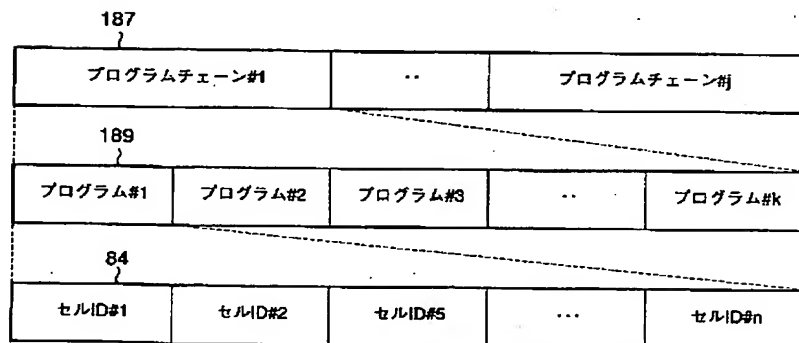 187
プログラムチェーン#1 ‥ プログラムチェーン#j
189
プログラム#1 プログラム#2 プログラム#3 ‥ プログラム#k
84
セルID#1 セルID#2 セルID#5 ‥‥ セルID#n